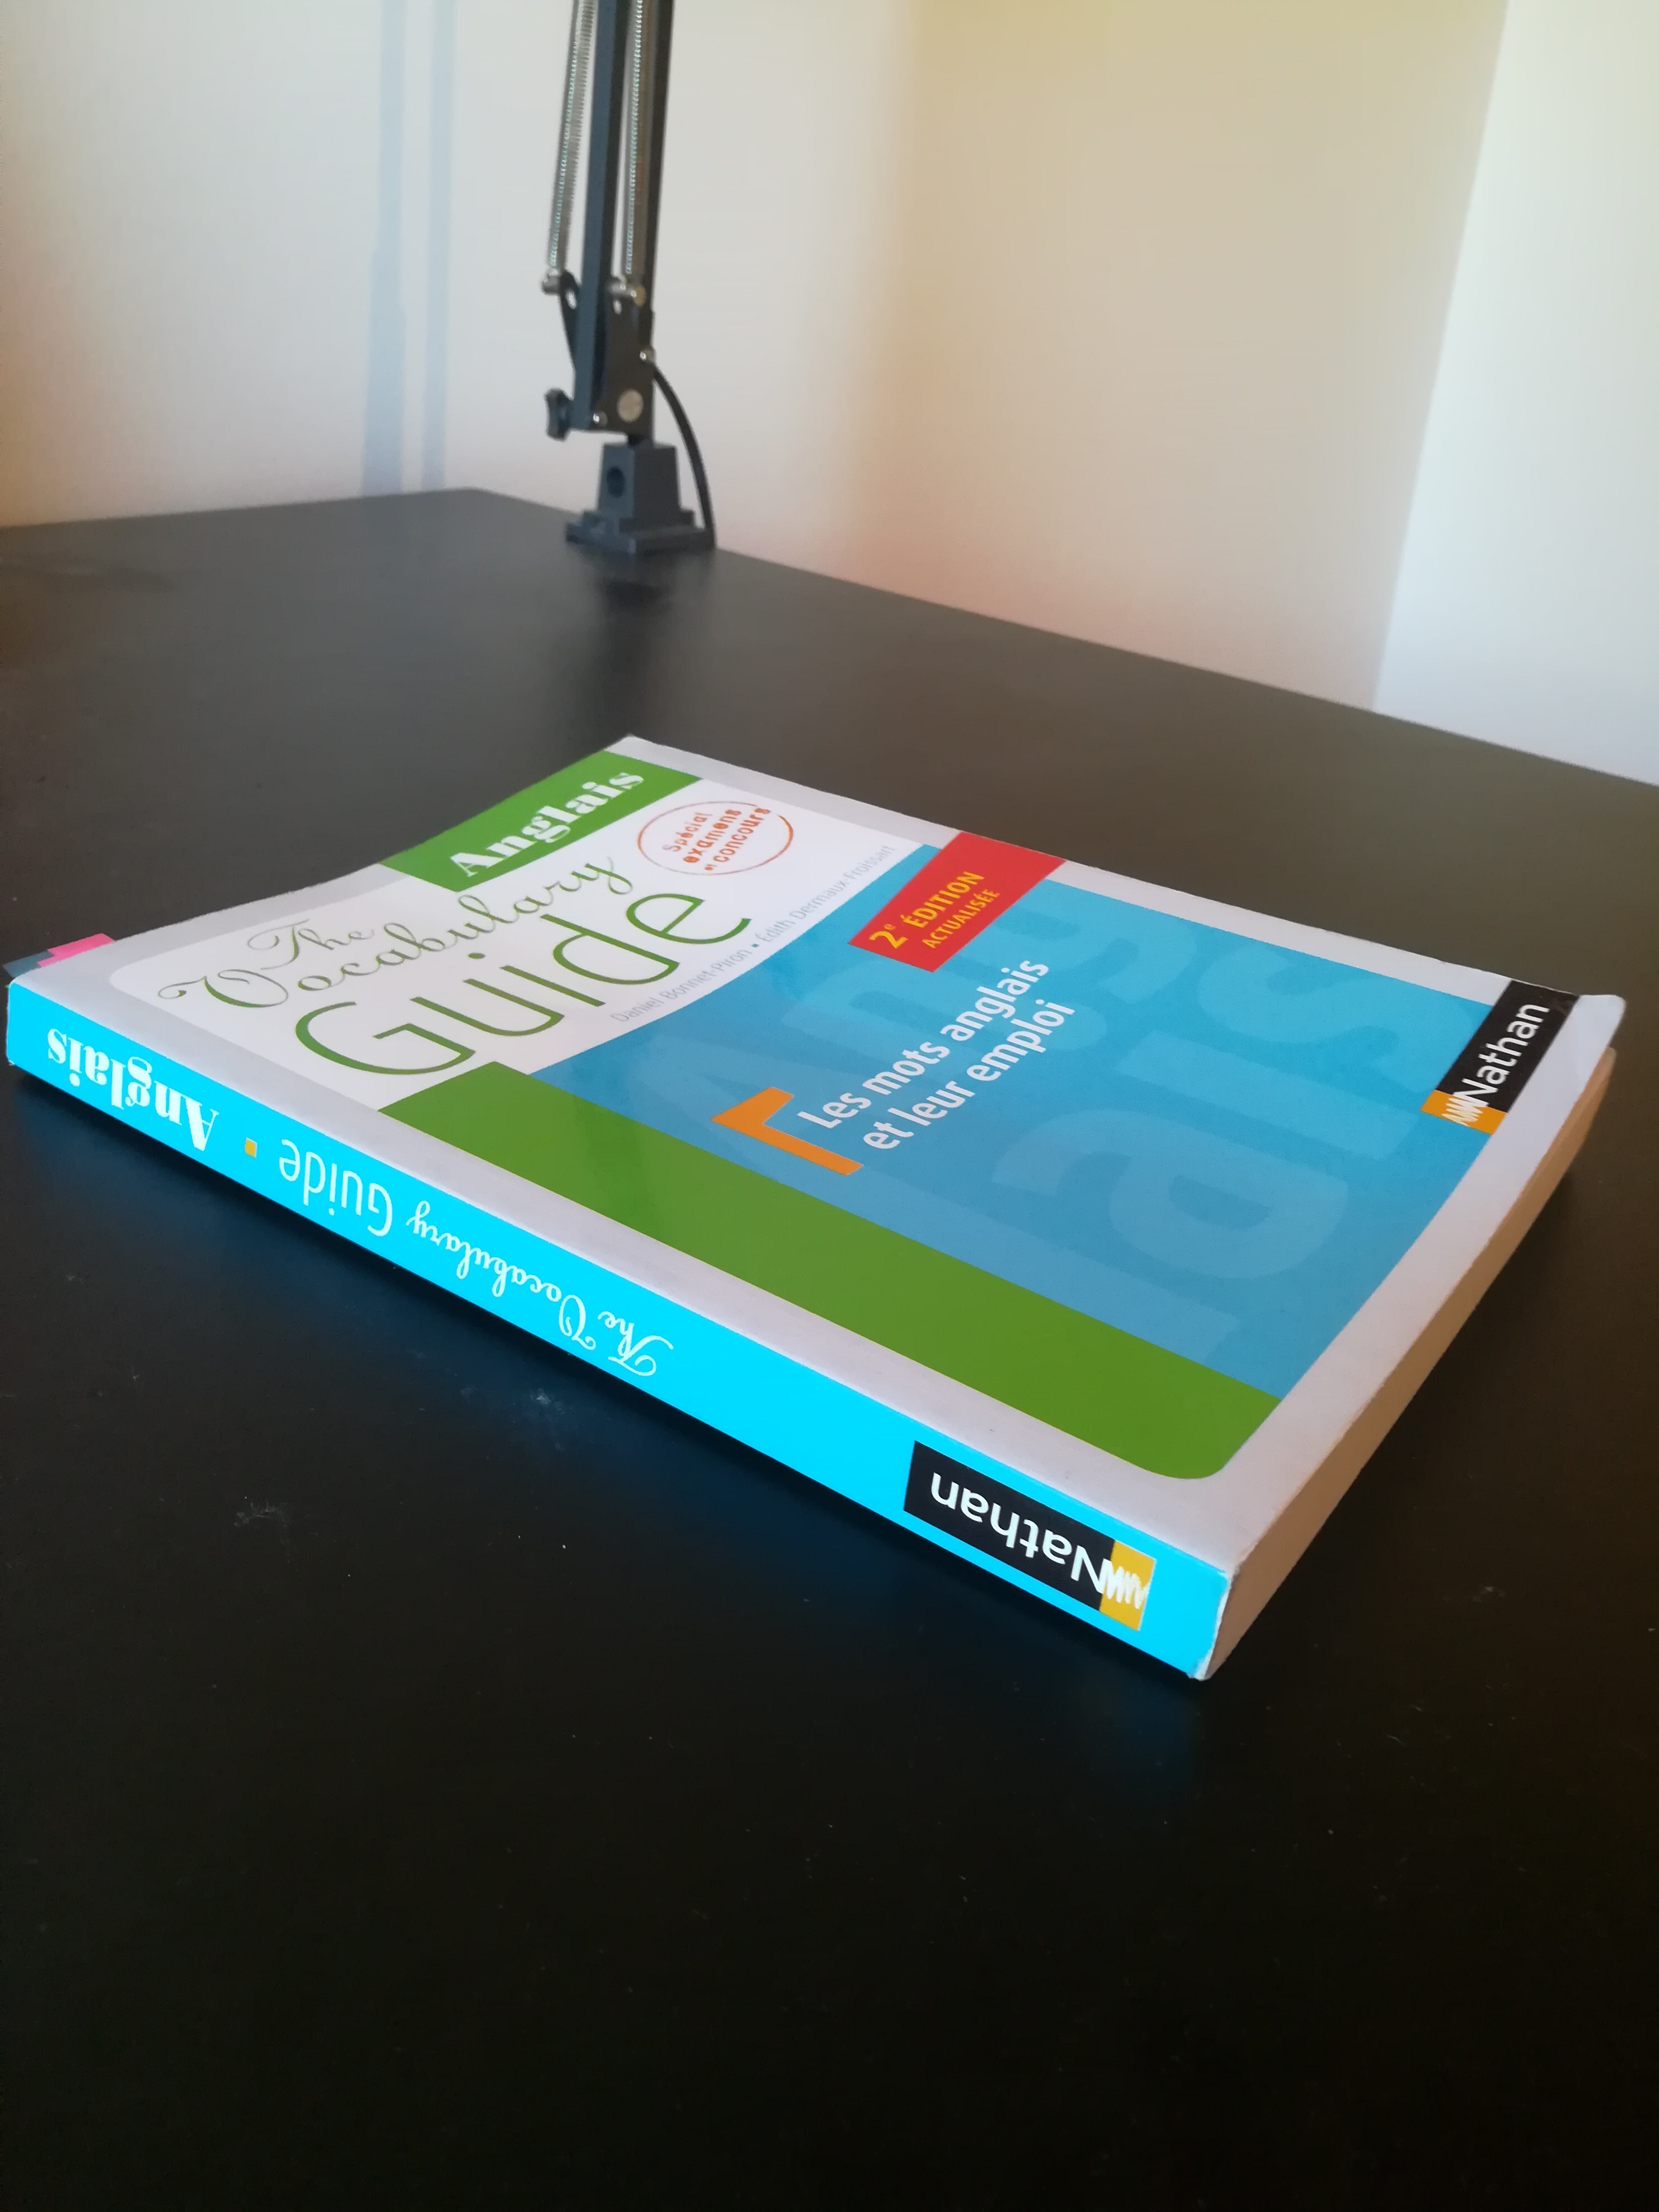 Anglais
The
Vocabulary
Guide
Spécial
examens
et concours
Daniel Bonnet-Piron • Edith Dermaux-Froissart
2e ÉDITION
ACTUALISÉE
Les mots anglais
et leur emploi
Anglais
Nathan
The Vocabulary Guide • Anglais
Nathan